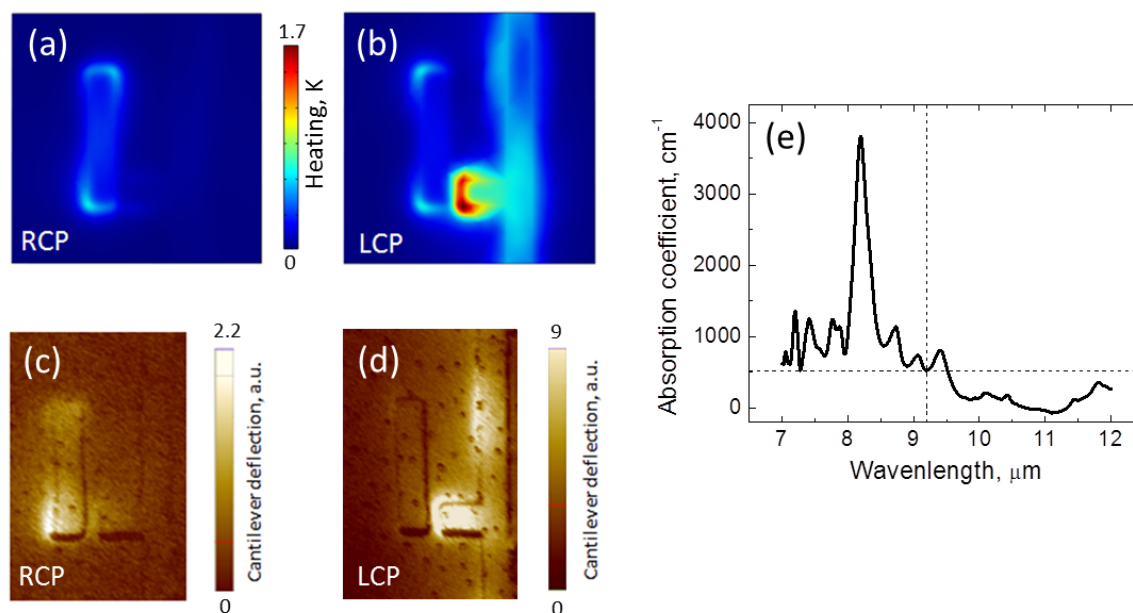 (a)
RCP
1.7
Heating, K
0
(b)
LCP
(c)
RCP
2.2
Cantilever deflection, a.u.
0
(d)
LCP
9
Cantilever deflection, a.u.
0
(e)
Absorption coefficient, cm⁻¹
4000
3000
2000
1000
0
7 8 9 10 11 12
Wavenlength, μm